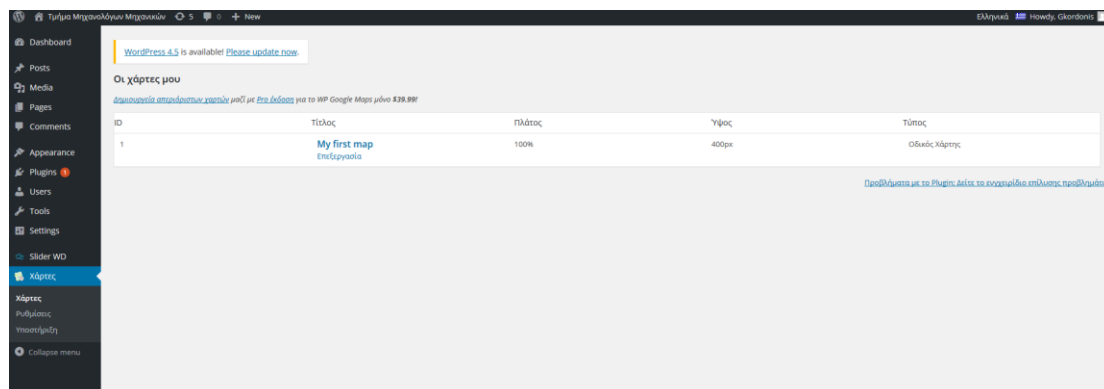 Τμήμα Μηχανολόγων Μηχανικών 5 0 + New Ελληνικά Howdy, Gkordonis
Dashboard
Posts
Media
Pages
Comments
Appearance
Plugins 1
Users
Tools
Settings
Slider WD
Χάρτες
Χάρτες
Ρυθμίσεις
Υποστήριξη
Collapse menu
WordPress 4.5 is available! Please update now.
Οι χάρτες μου
Δημιουργία απεριόριστων χαρτών μαζί με Pro έκδοση για το WP Google Maps μόνο $39.99!
ID Τίτλος Πλάτος Ύψος Τύπος
1 My first map 100% 400px Οδικός Χάρτης
Επεξεργασία
Προβλήματα με το Plugin; Δείτε το εγχειρίδιο επίλυσης προβλημάτ